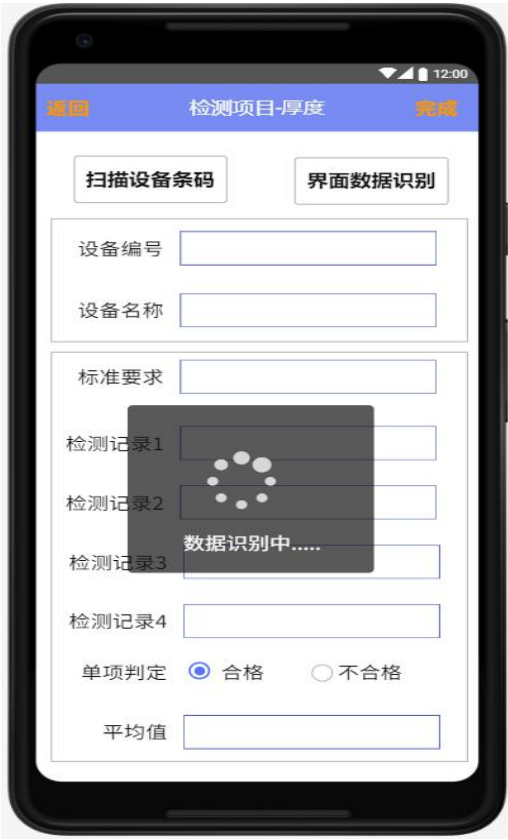 12:00
返回 检测项目-厚度 完成
扫描设备条码 界面数据识别
设备编号
设备名称
标准要求
检测记录1
检测记录2
数据识别中.....
检测记录3
检测记录4
单项判定 合格 不合格
平均值